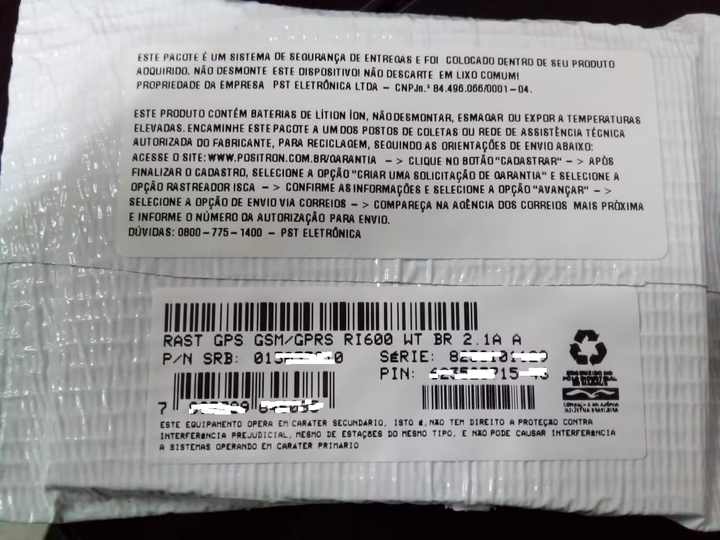 ESTE PACOTE É UM SISTEMA DE SEGURANÇA DE ENTREGAS E FOI COLOCADO DENTRO DE SEU PRODUTO
ADQUIRIDO. NÃO DESMONTE ESTE DISPOSITIVO! NÃO DESCARTE EM LIXO COMUM!
PROPRIEDADE DA EMPRESA PST ELETRÔNICA LTDA - CNPJn.º 84.496.066/0001-04.
ESTE PRODUTO CONTÉM BATERIAS DE LÍTION ÍON, NÃO DESMONTAR, ESMAGAR OU EXPOR A TEMPERATURAS
ELEVADAS. ENCAMINHE ESTE PACOTE A UM DOS POSTOS DE COLETAS OU REDE DE ASSISTÊNCIA TÉCNICA
AUTORIZADA DO FABRICANTE, PARA RECICLAGEM, SEGUINDO AS ORIENTAÇÕES DE ENVIO ABAIXO:
ACESSE O SITE: WWW.POSITRON.COM.BR/GARANTIA -> CLIQUE NO BOTÃO "CADASTRAR" -> APÓS
FINALIZAR O CADASTRO, SELECIONE A OPÇÃO "CRIAR UMA SOLICITAÇÃO DE GARANTIA" E SELECIONE A
OPÇÃO RASTREADOR ISCA -> CONFIRME AS INFORMAÇÕES E SELECIONE A OPÇÃO "AVANÇAR" ->
SELECIONE A OPÇÃO DE ENVIO VIA CORREIOS -> COMPAREÇA NA AGÊNCIA DOS CORREIOS MAIS PRÓXIMA
E INFORME O NÚMERO DA AUTORIZAÇÃO PARA ENVIO.
DÚVIDAS: 0800-775-1400 - PST ELETRÔNICA
RAST GPS GSM/GPRS RI600 WT BR 2.1A A
P/N SRB: SÉRIE:
PIN:
7
ESTE EQUIPAMENTO OPERA EM CARATER SECUNDÁRIO, ISTO é, NÃO TEM DIREITO A PROTEÇÃO CONTRA
INTERFERêNCIA PREJUDICIAL, MESMO DE ESTAÇÕES DO MESMO TIPO, E NÃO PODE CAUSAR INTERFERêNCIA
A SISTEMAS OPERANDO EM CARATER PRIMARIO